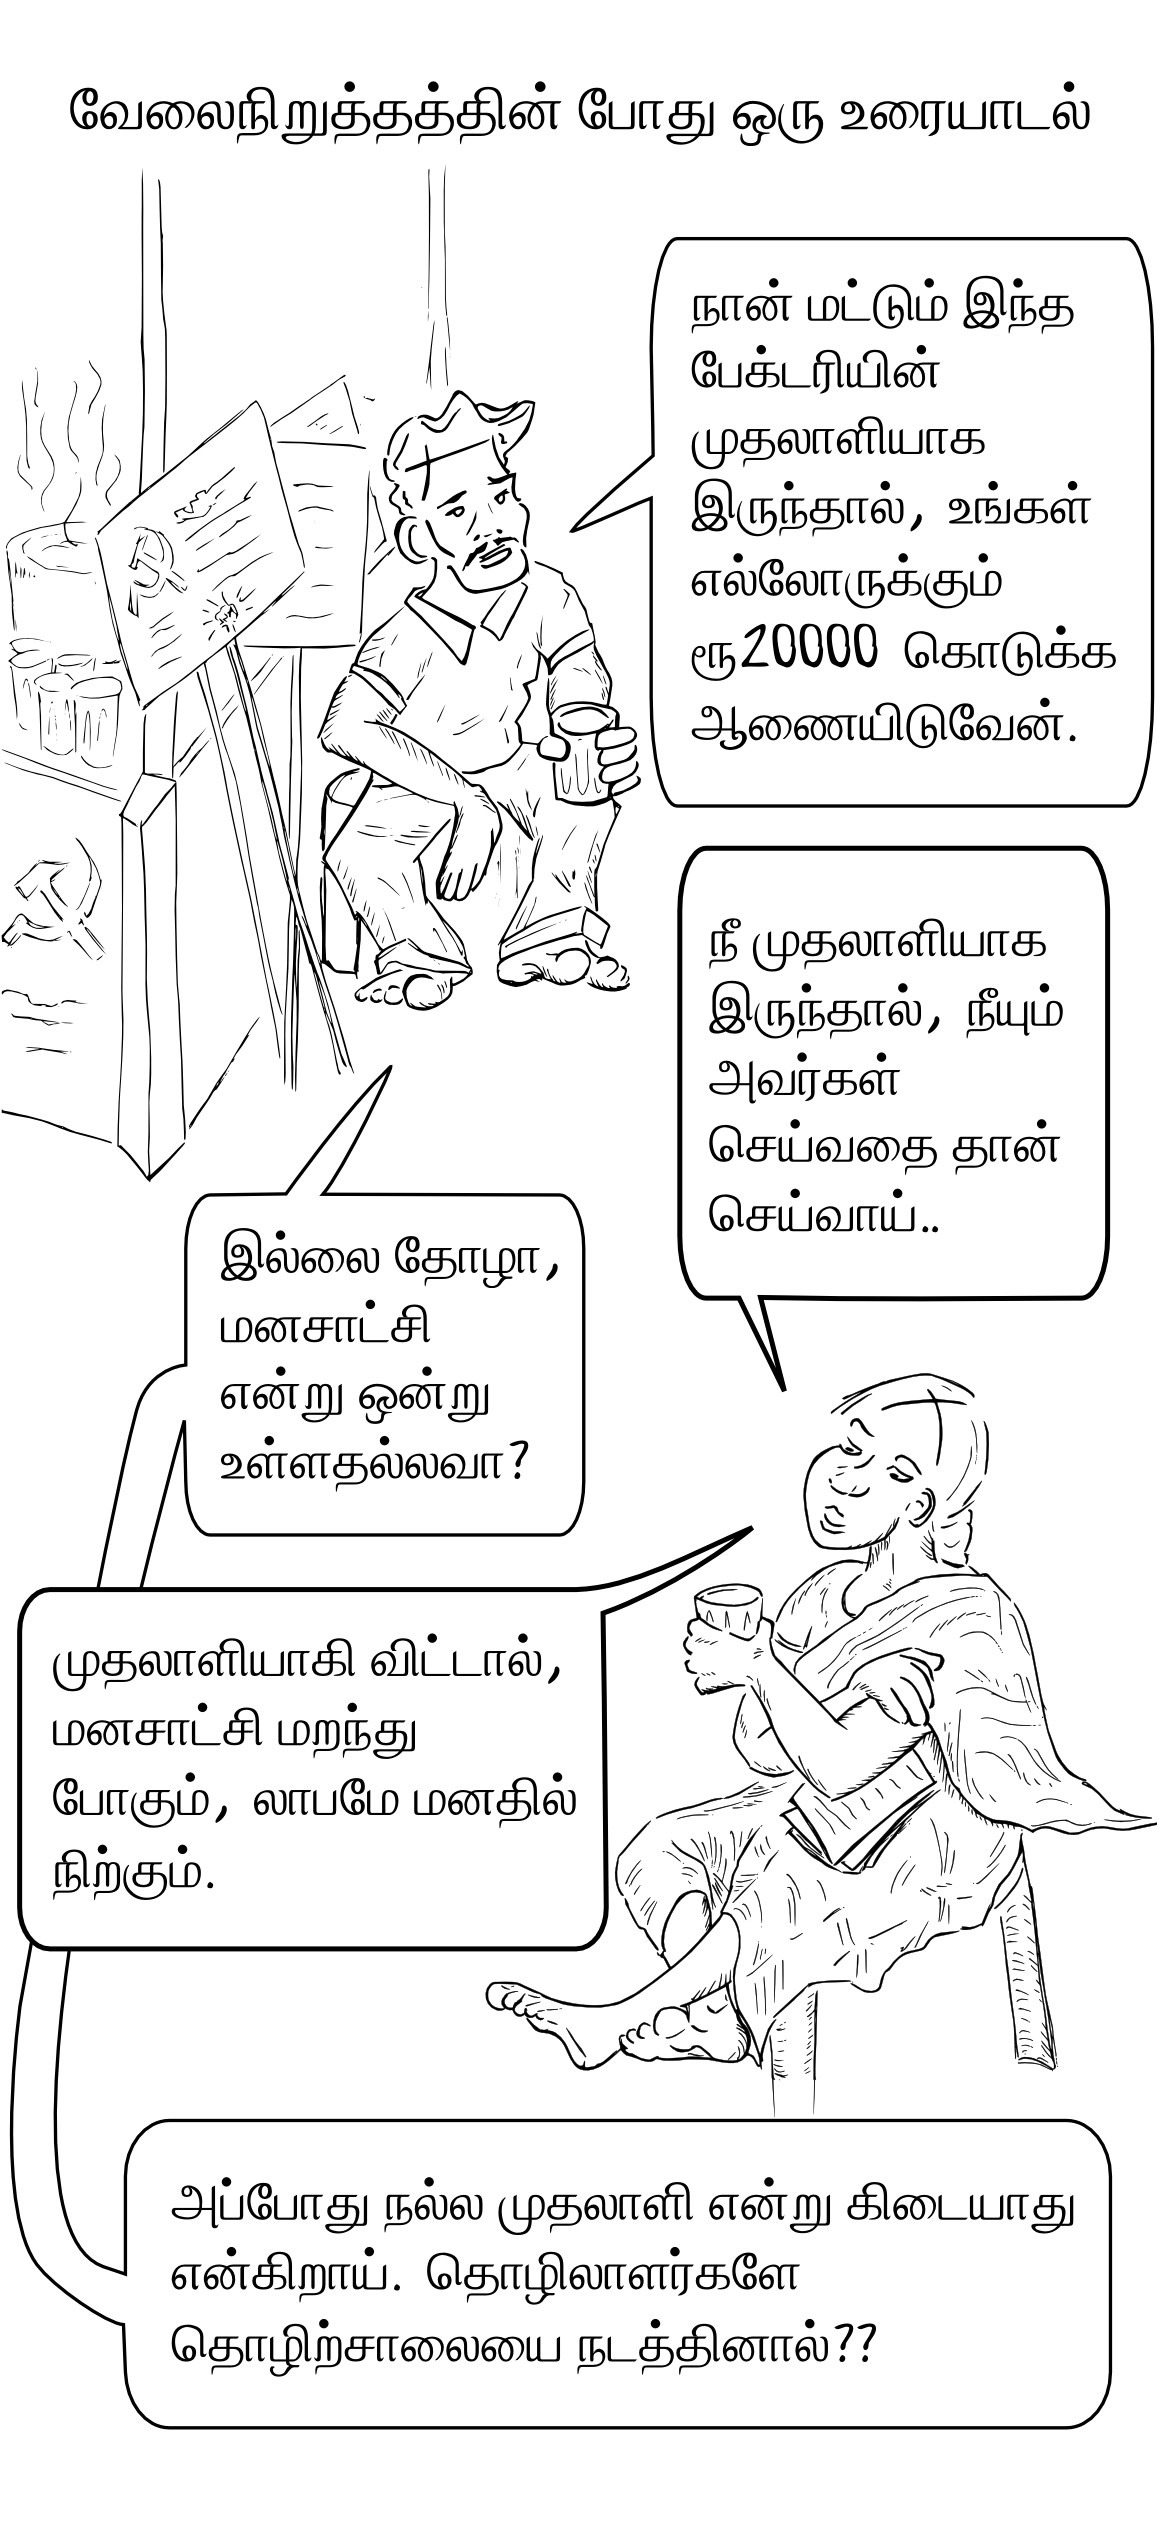 வேலைநிறுத்தத்தின் போது ஒரு உரையாடல்
நான் மட்டும் இந்த
பேக்டரியின்
முதலாளியாக
இருந்தால், உங்கள்
எல்லோருக்கும்
ரூ20000 கொடுக்க
ஆணையிடுவேன்.
நீ முதலாளியாக
இருந்தால், நீயும்
அவர்கள்
செய்வதை தான்
செய்வாய்..
இல்லை தோழா,
மனசாட்சி
என்று ஒன்று
உள்ளதல்லவா?
முதலாளியாகி விட்டால்,
மனசாட்சி மறந்து
போகும், லாபமே மனதில்
நிற்கும்.
அப்போது நல்ல முதலாளி என்று கிடையாது
என்கிறாய். தொழிலாளர்களே
தொழிற்சாலையை நடத்தினால்??